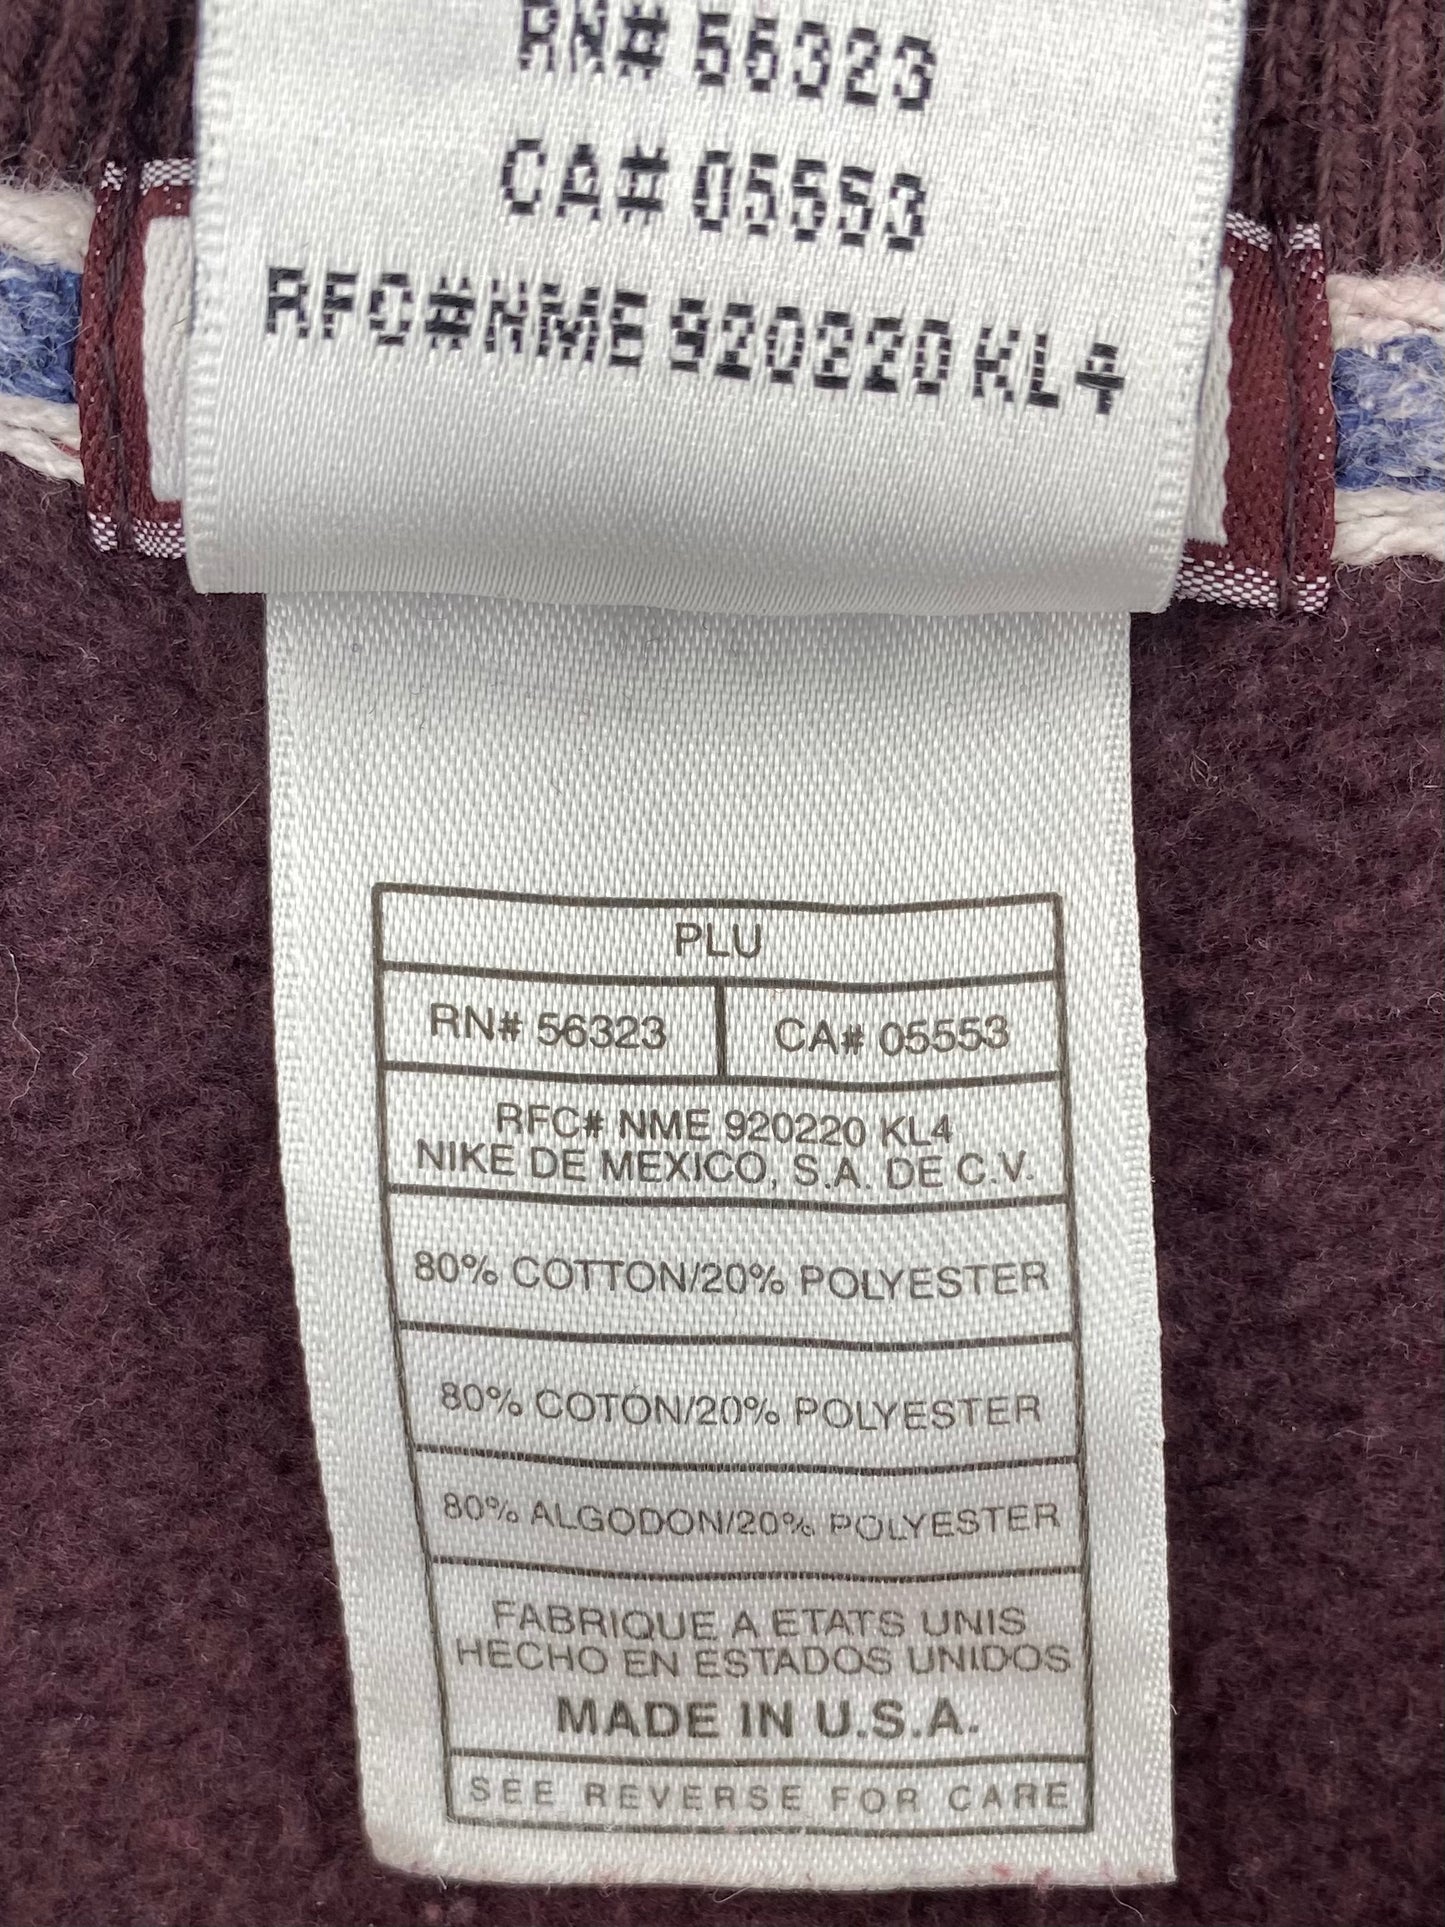 RN# 56323
CA# 05553
RFC#NME 920220 KL4
PLU
RN# 56323 CA# 05553
RFC# NME 920220 KL4
NIKE DE MEXICO, S.A. DE C.V.
80% COTTON/20% POLYESTER
80% COTÓN/20% POLYESTER
80% ALGODON/20% POLYESTER
FABRIQUE A ETATS UNIS
HECHO EN ESTADOS UNIDOS
MADE IN U.S.A.
SEE REVERSE FOR CARE